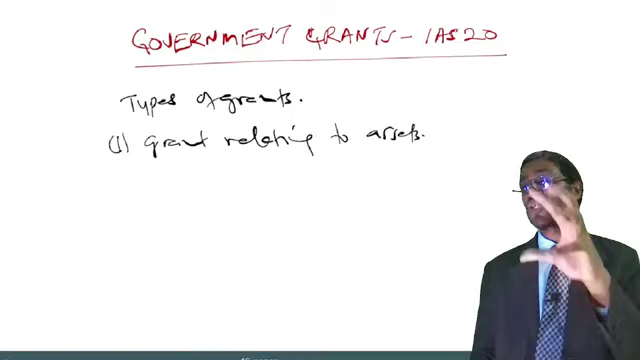 GOVERNMENT GRANTS - IAS 20
Types of grants.
(1) grant relating to assets.